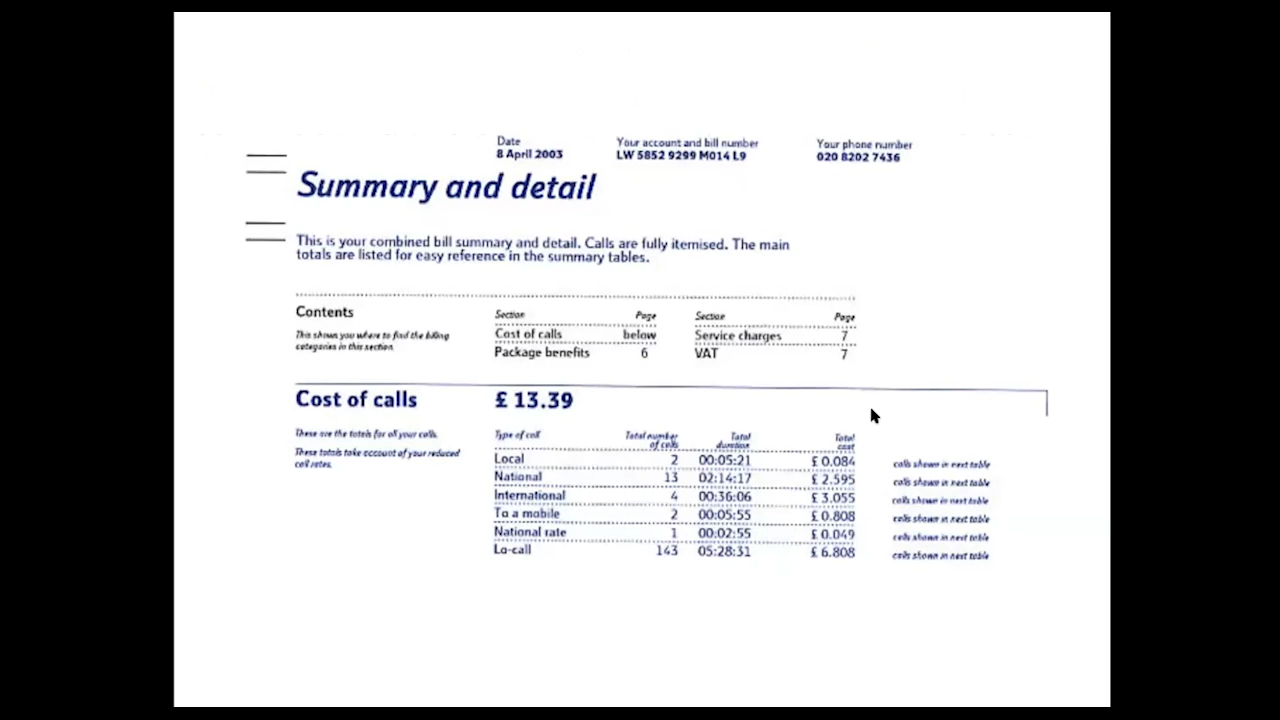 Date Your account and bill number Your phone number
8 April 2003 LW 5852 9299 M014 L9 020 8202 7436
Summary and detail
This is your combined bill summary and detail. Calls are fully itemised. The main
totals are listed for easy reference in the summary tables.
Contents Section Page Section Page
This shows you where to find the billing
categories in this section
Cost of calls below Service charges 7
Package benefits 6 VAT 7
Cost of calls £ 13.39
These are the totals for all your calls.
These totals take account of your reduced
call rates.
Type of call Total number of calls Total duration Total cost
Local 2 00:05:21 £ 0.084 calls shown in next table
National 13 02:14:17 £ 2.595 calls shown in next table
International 4 00:36:06 £ 3.055 calls shown in next table
To a mobile 2 00:05:55 £ 0.808 calls shown in next table
National rate 1 00:02:55 £ 0.049 calls shown in next table
Lo-call 143 05:28:31 £ 6.808 calls shown in next table